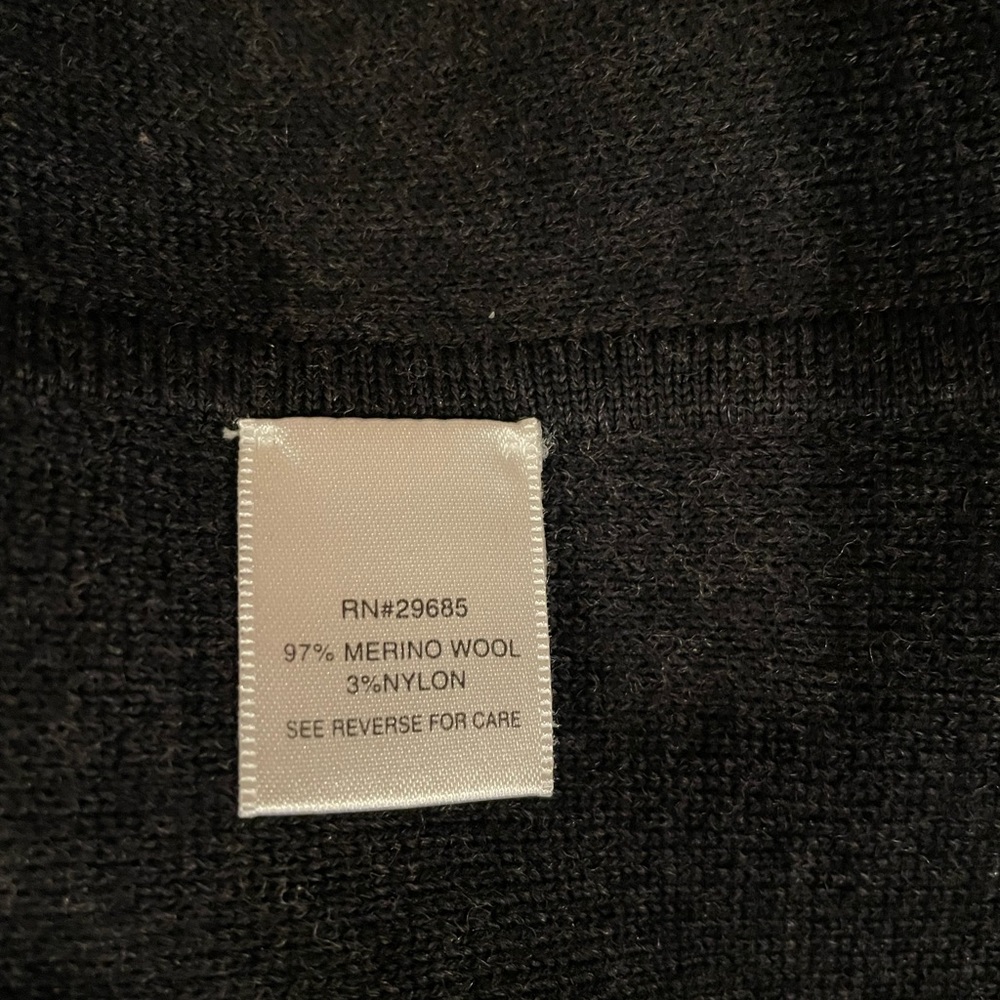 RN#29685
97% MERINO WOOL
3%NYLON
SEE REVERSE FOR CARE